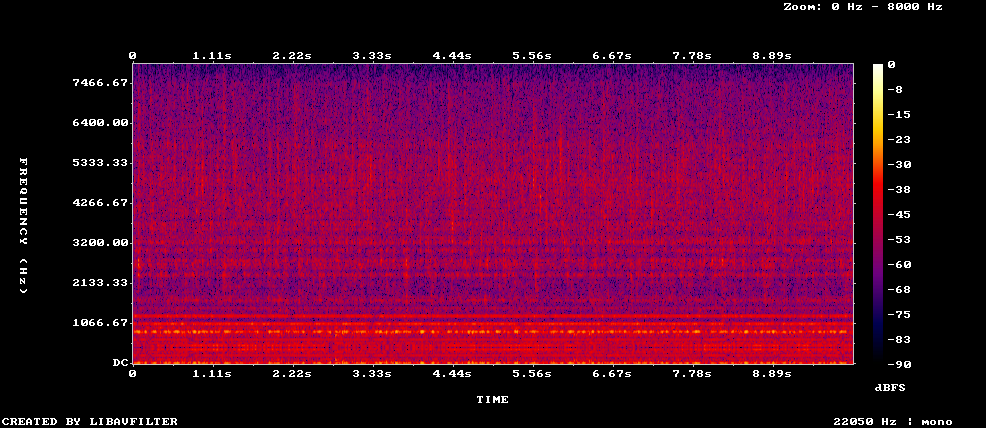 Zoom: 0 Hz - 8000 Hz
0 1.11s 2.22s 3.33s 4.44s 5.56s 6.67s 7.78s 8.89s
7466.67
6400.00
5333.33
4266.67
3200.00
2133.33
1066.67
DC
FREQUENCY (Hz)
0
-8
-15
-23
-30
-38
-45
-53
-60
-68
-75
-83
-90
dBFS
0 1.11s 2.22s 3.33s 4.44s 5.56s 6.67s 7.78s 8.89s
TIME
CREATED BY LIBAVFILTER
22050 Hz | mono